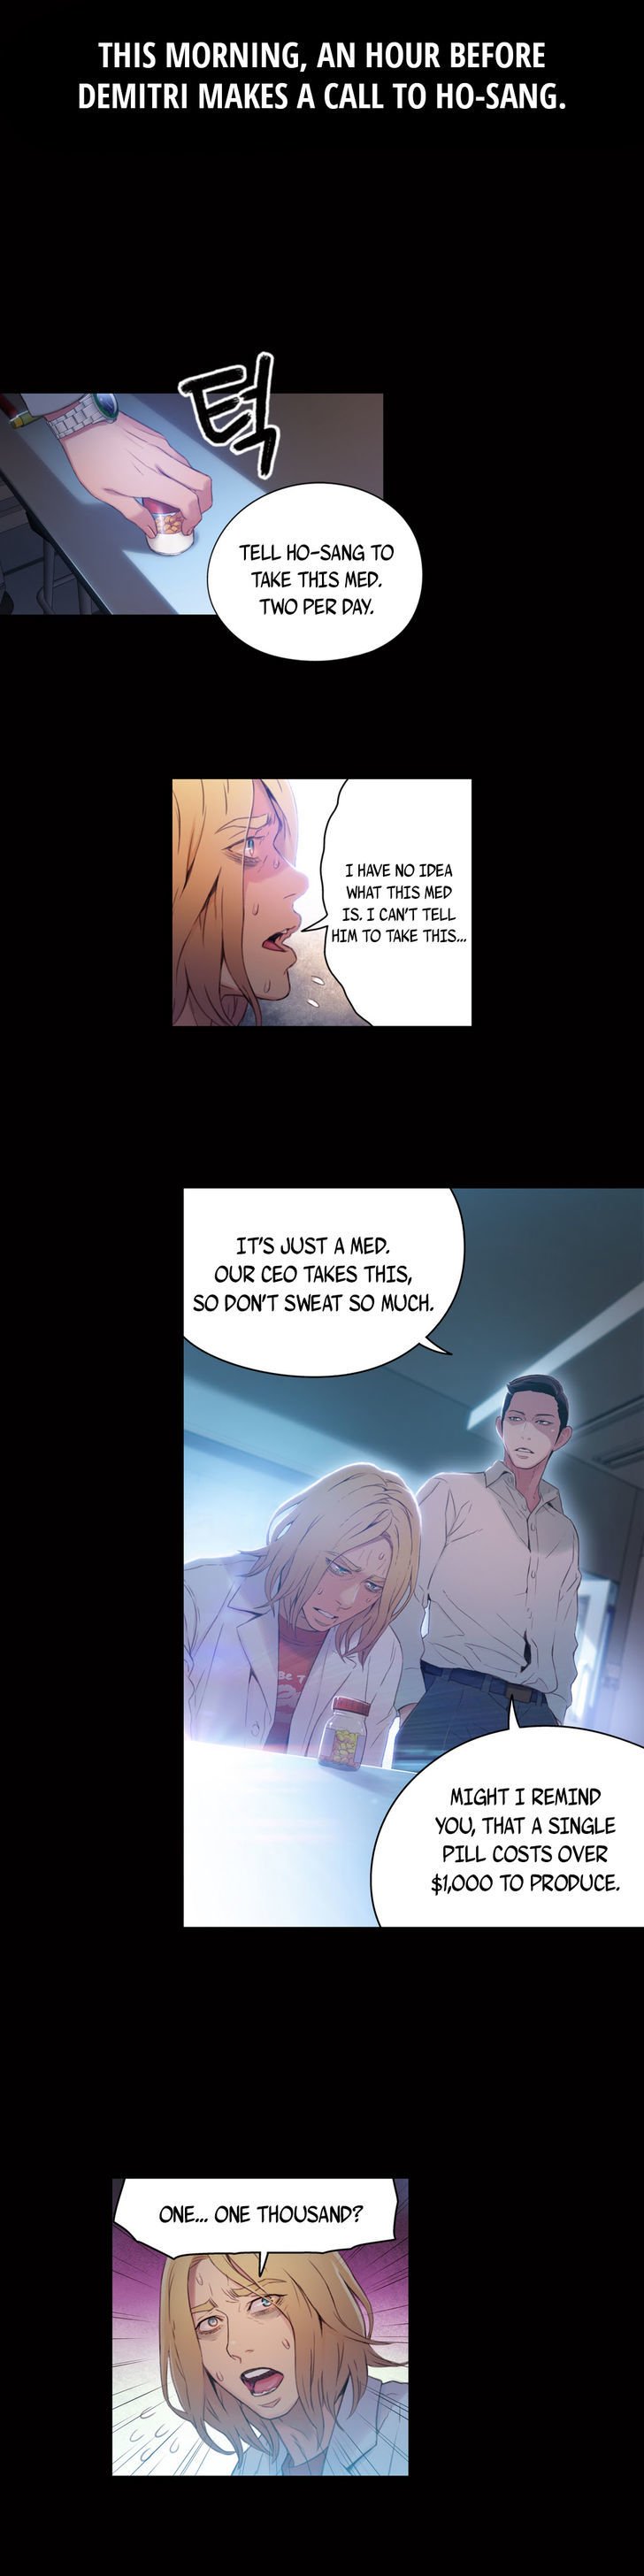 THIS MORNING, AN HOUR BEFORE
DEMITRI MAKES A CALL TO HO-SANG.
턱
TELL HO-SANG TO
TAKE THIS MED.
TWO PER DAY.
I HAVE NO IDEA
WHAT THIS MED
IS. I CAN'T TELL
HIM TO TAKE THIS...
IT'S JUST A MED.
OUR CEO TAKES THIS,
SO DON'T SWEAT SO MUCH.
BE T
MIGHT I REMIND
YOU, THAT A SINGLE
PILL COSTS OVER
$1,000 TO PRODUCE.
ONE... ONE THOUSAND?